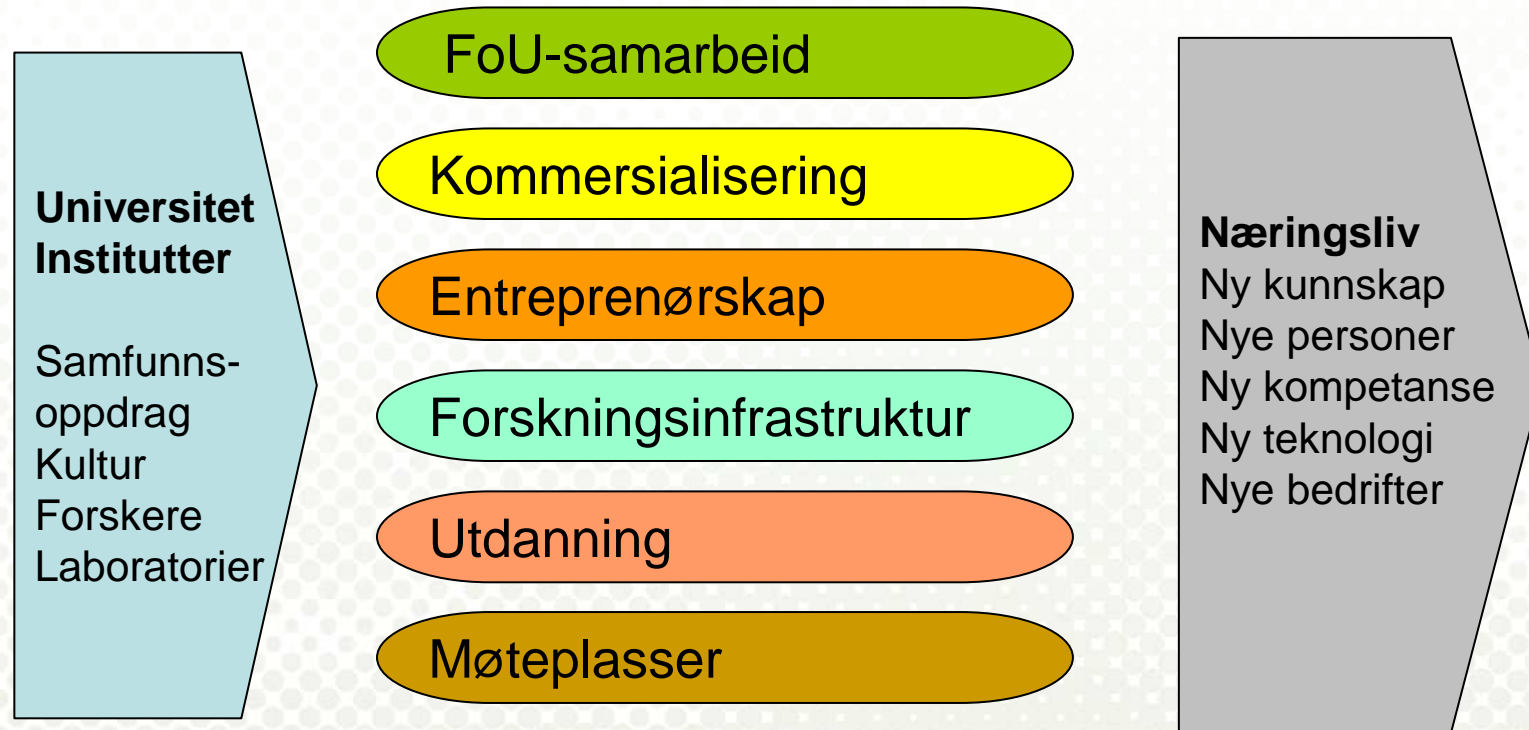 Universitet
Institutter
Samfunns-
oppdrag
Kultur
Forskere
Laboratorier
FoU-samarbeid
Kommersialisering
Entreprenørskap
Forskningsinfrastruktur
Utdanning
Møteplasser
Næringsliv
Ny kunnskap
Nye personer
Ny kompetanse
Ny teknologi
Nye bedrifter